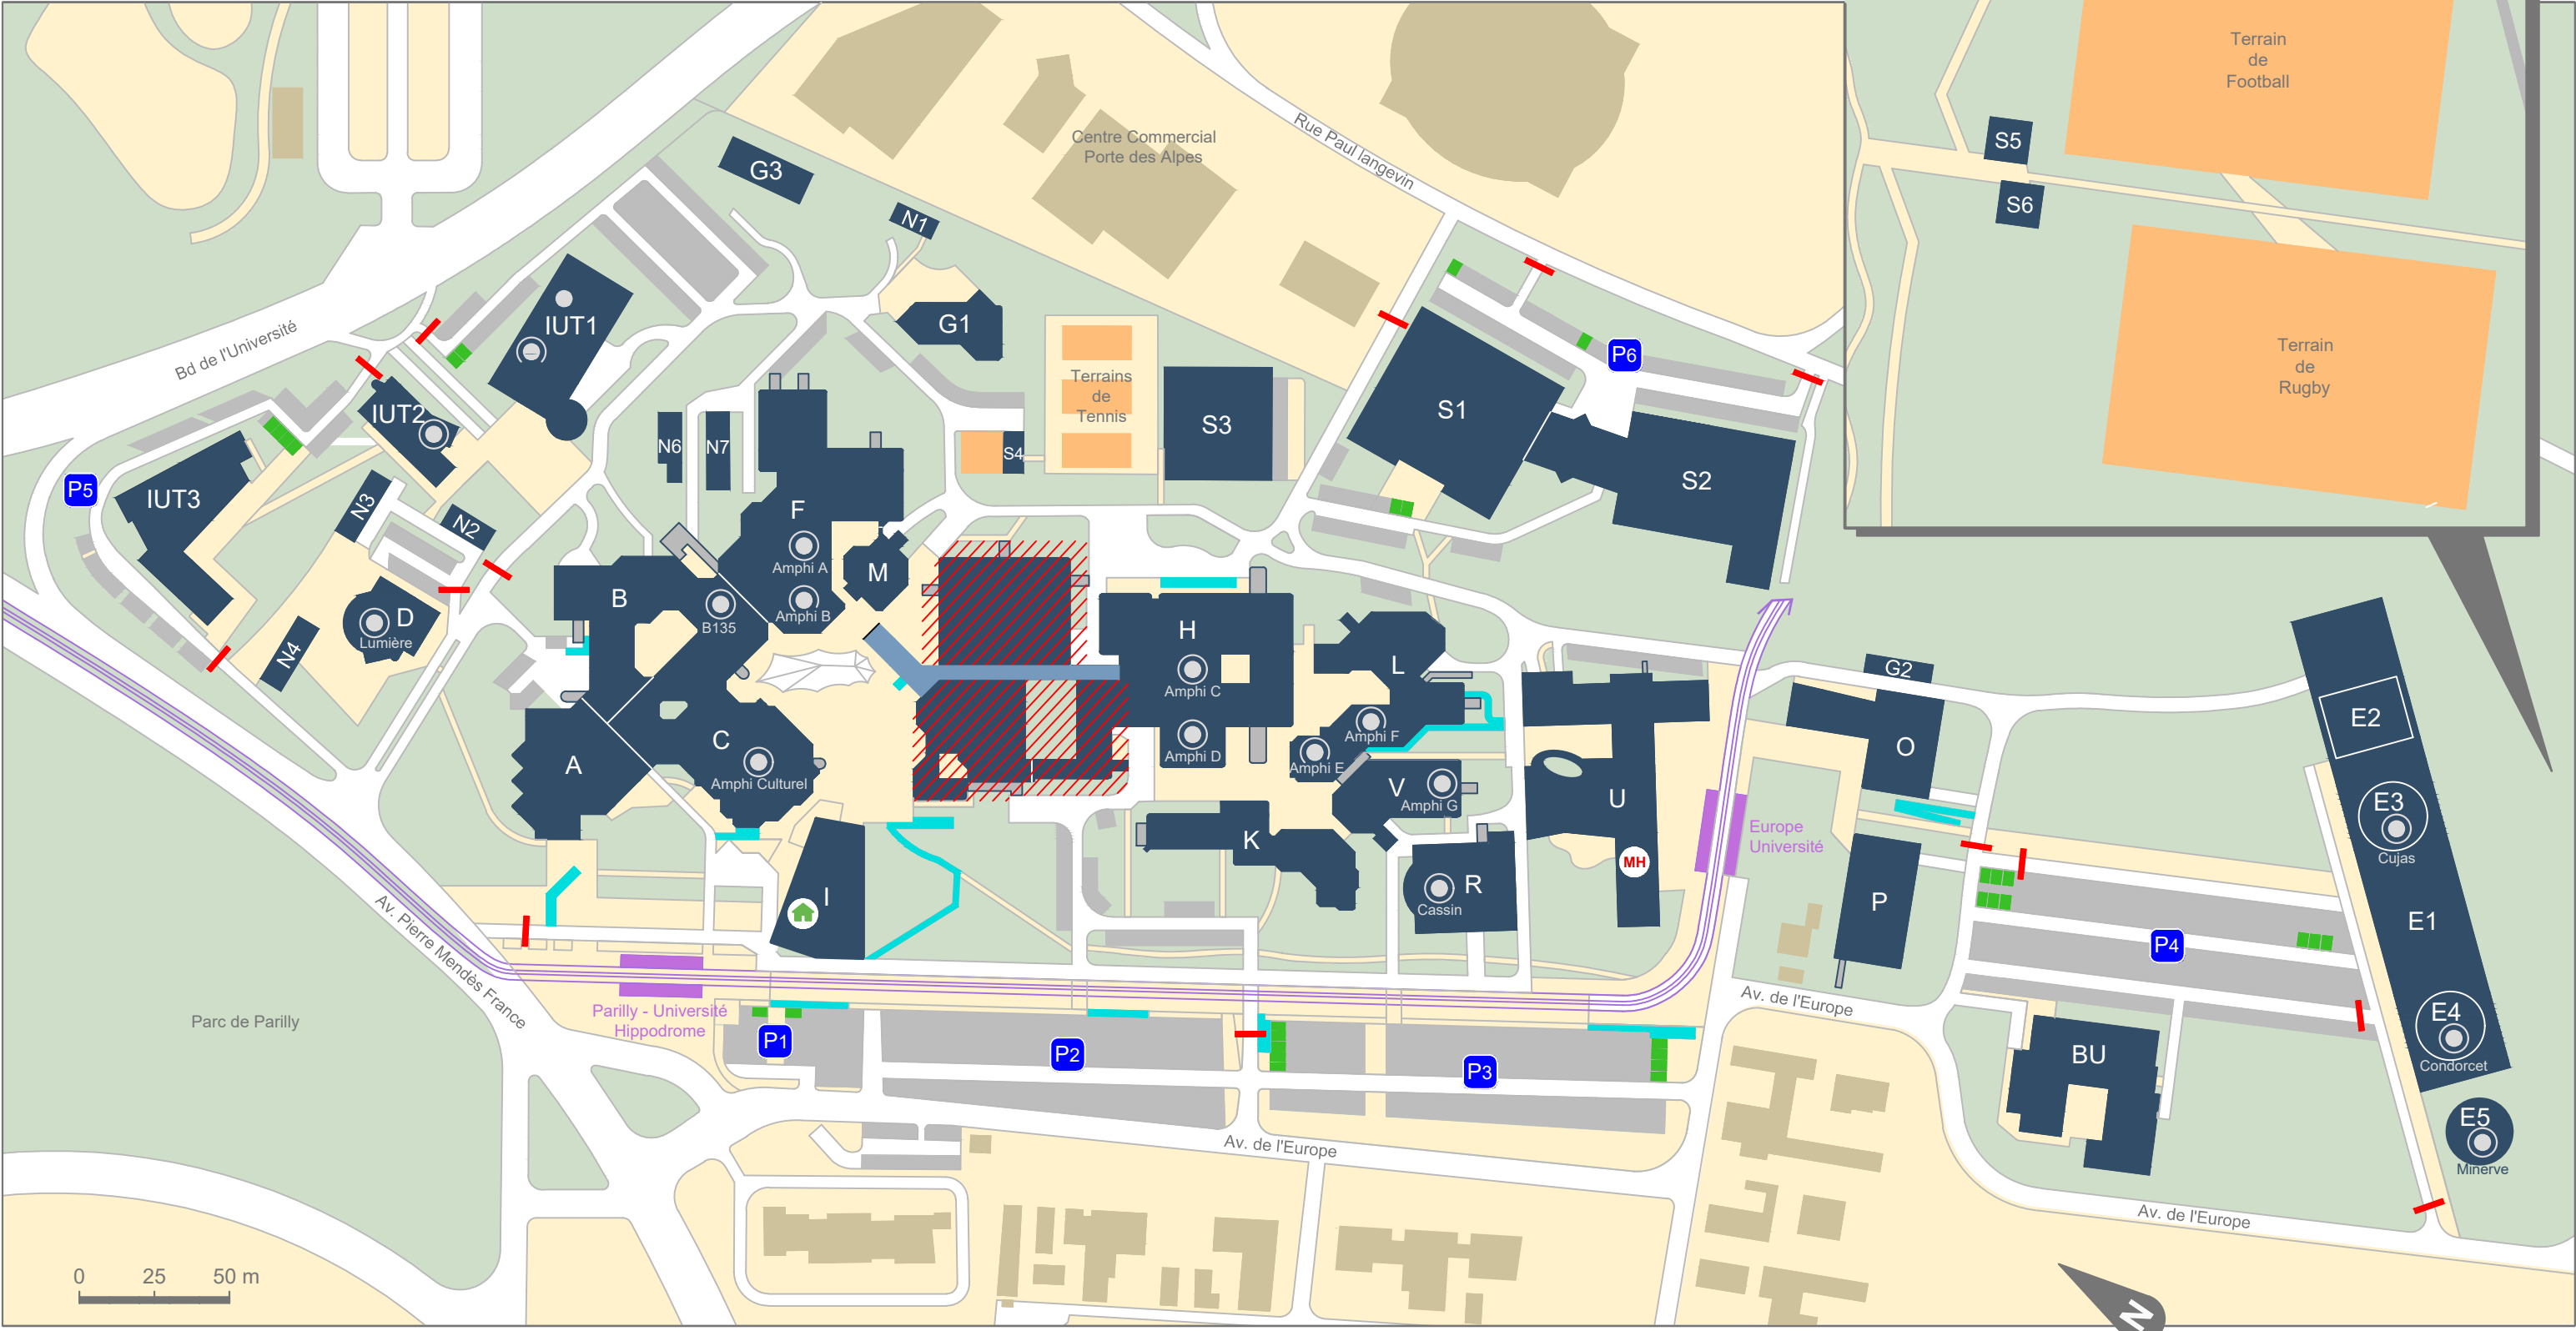 Terrain
de
Football
S5
S6
Terrain
de
Rugby
Centre Commercial
Porte des Alpes
Rue Paul langevin
G3
N1
G1
IUT1
Bd de l'Université
IUT2
P5
IUT3
N3
N2
D
Lumière
N4
N6
N7
F
Amphi A
Amphi B
M
S4
Terrains
de
Tennis
S3
S1
P6
S2
B
B135
A
C
Amphi Culturel
I
H
Amphi C
Amphi D
L
Amphi F
Amphi E
V
Amphi G
K
R
Cassin
U
MH
Europe
Université
G2
O
P
E2
E3
Cujas
E1
P4
E4
Condorcet
E5
Minerve
BU
Av. Pierre Mendès France
Parc de Parilly
Parilly - Université
Hippodrome
P1
P2
P3
Av. de l'Europe
Av. de l'Europe
Av. de l'Europe
0 25 50 m
N